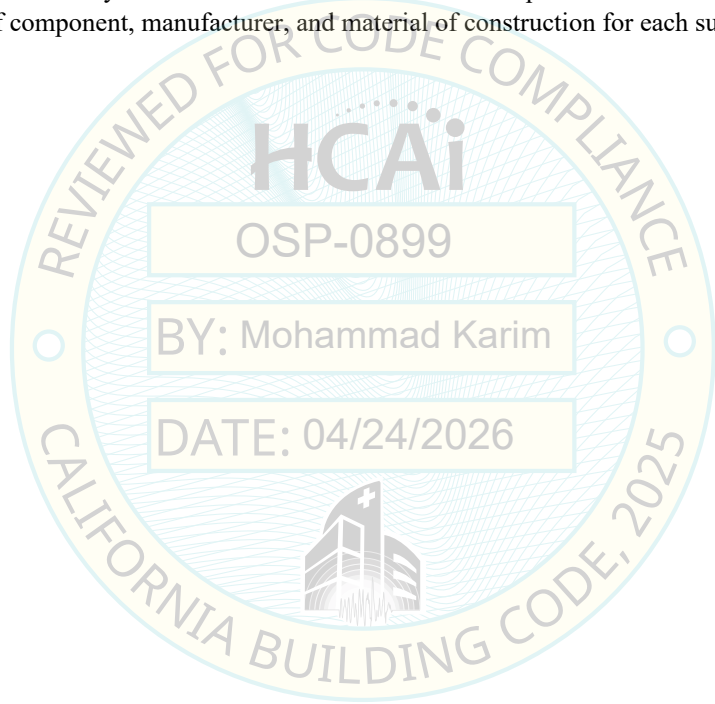 component, manufacturer, and material of construction for each
REVIEWED FOR CODE COMPLIANCE
HCAi
OSP-0899
BY: Mohammad Karim
DATE: 04/24/2026
CALIFORNIA BUILDING CODE, 2025